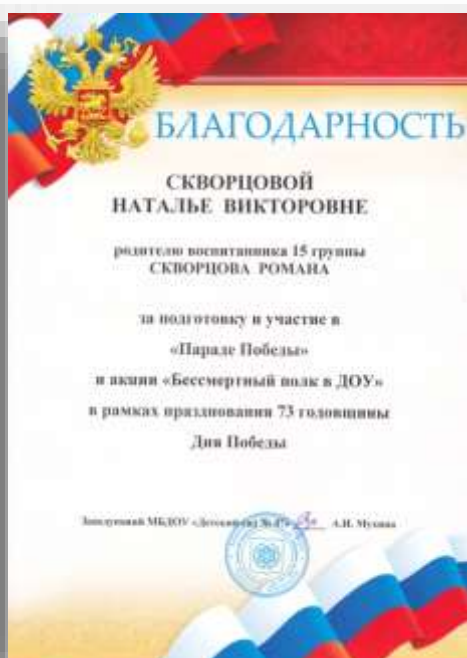 БЛАГОДАРНОСТЬ
СКВОРЦОВОЙ
НАТАЛЬЕ ВИКТОРОВНЕ
родителю воспитанника 15 группы
СКВОРЦОВА РОМАНА
за подготовку и участие в
«Параде Победы»
и акции «Бессмертный полк в ДОУ»
в рамках празднования 73 годовщины
Дня Победы
Заведующий МБДОУ «Детский сад № А.Н. Мухина